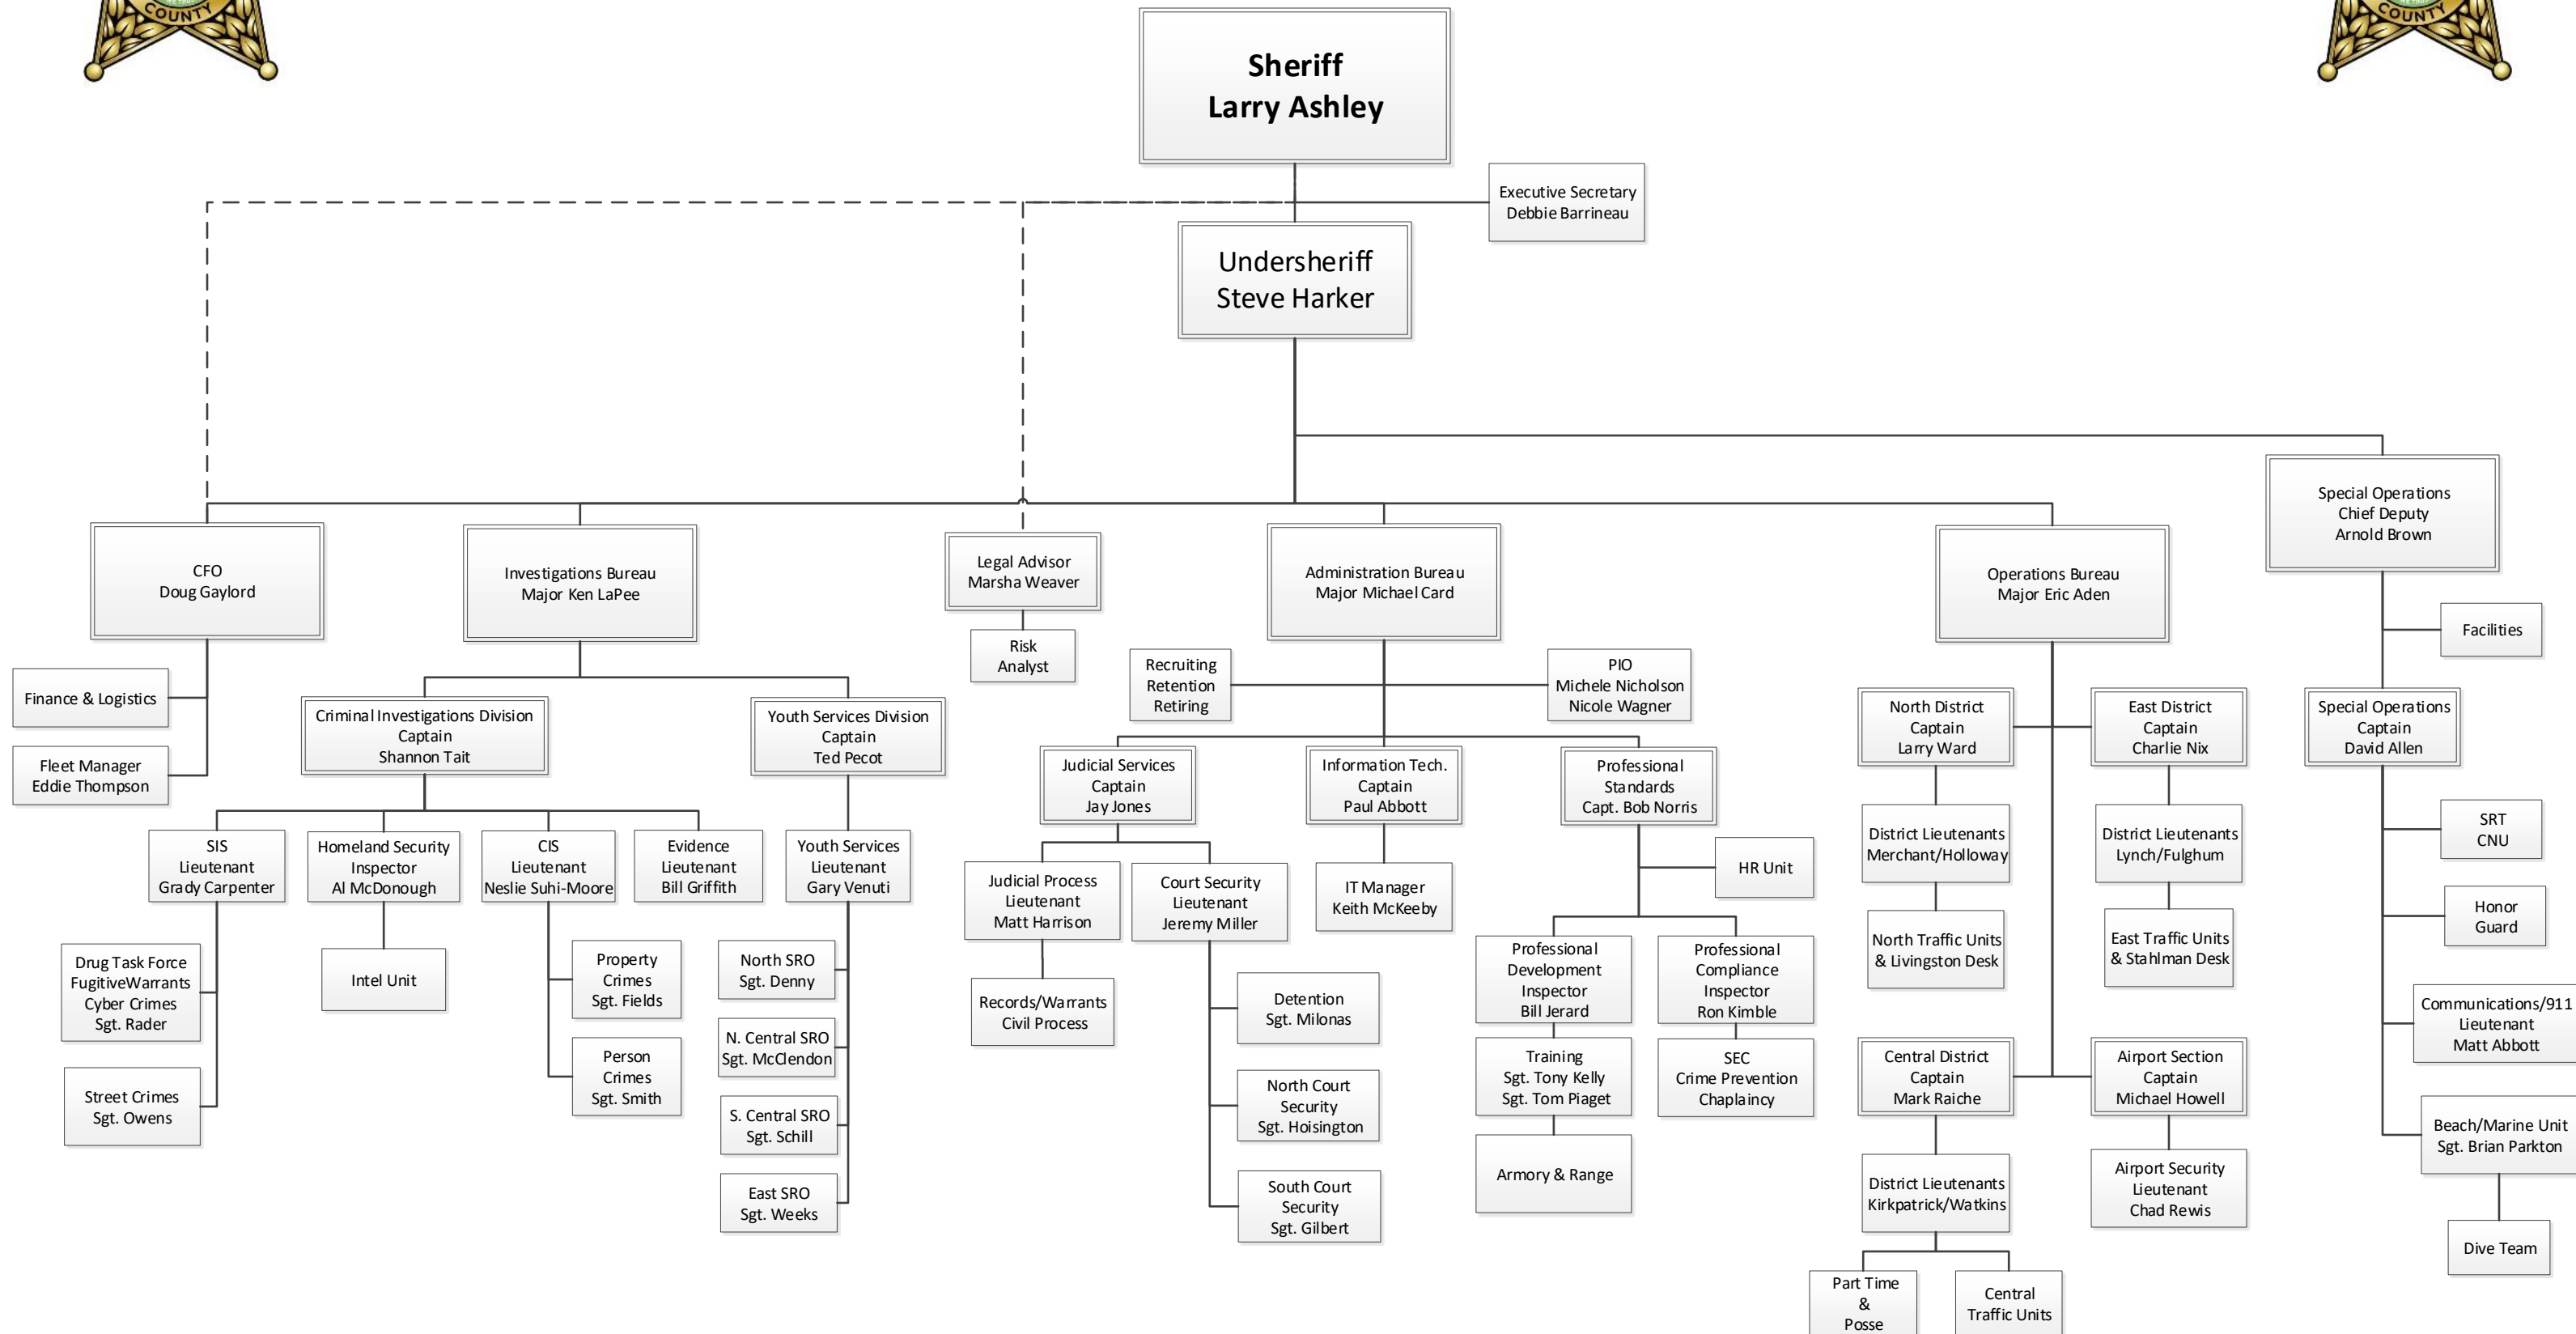 COUNTY
COUNTY
Sheriff
Larry Ashley
Executive Secretary
Debbie Barrineau
Undersheriff
Steve Harker
CFO
Doug Gaylord
Finance & Logistics
Fleet Manager
Eddie Thompson
Investigations Bureau
Major Ken LaPee
Criminal Investigations Division
Captain
Shannon Tait
SIS
Lieutenant
Grady Carpenter
Drug Task Force
FugitiveWarrants
Cyber Crimes
Sgt. Rader
Street Crimes
Sgt. Owens
Homeland Security
Inspector
Al McDonough
Intel Unit
CIS
Lieutenant
Neslie Suhi-Moore
Property
Crimes
Sgt. Fields
Person
Crimes
Sgt. Smith
Evidence
Lieutenant
Bill Griffith
Youth Services Division
Captain
Ted Pecot
Youth Services
Lieutenant
Gary Venuti
North SRO
Sgt. Denny
N. Central SRO
Sgt. McClendon
S. Central SRO
Sgt. Schill
East SRO
Sgt. Weeks
Legal Advisor
Marsha Weaver
Risk
Analyst
Administration Bureau
Major Michael Card
Recruiting
Retention
Retiring
PIO
Michele Nicholson
Nicole Wagner
Judicial Services
Captain
Jay Jones
Judicial Process
Lieutenant
Matt Harrison
Records/Warrants
Civil Process
Court Security
Lieutenant
Jeremy Miller
Detention
Sgt. Milonas
North Court
Security
Sgt. Hoisington
South Court
Security
Sgt. Gilbert
Information Tech.
Captain
Paul Abbott
IT Manager
Keith McKeeby
Professional
Standards
Capt. Bob Norris
HR Unit
Professional
Development
Inspector
Bill Jerard
Training
Sgt. Tony Kelly
Sgt. Tom Piaget
Armory & Range
Professional
Compliance
Inspector
Ron Kimble
SEC
Crime Prevention
Chaplaincy
Operations Bureau
Major Eric Aden
North District
Captain
Larry Ward
District Lieutenants
Merchant/Holloway
North Traffic Units
& Livingston Desk
East District
Captain
Charlie Nix
District Lieutenants
Lynch/Fulghum
East Traffic Units
& Stahlman Desk
Central District
Captain
Mark Raiche
District Lieutenants
Kirkpatrick/Watkins
Part Time
&
Posse
Central
Traffic Units
Airport Section
Captain
Michael Howell
Airport Security
Lieutenant
Chad Rewis
Special Operations
Chief Deputy
Arnold Brown
Facilities
Special Operations
Captain
David Allen
SRT
CNU
Honor
Guard
Communications/911
Lieutenant
Matt Abbott
Beach/Marine Unit
Sgt. Brian Parkton
Dive Team